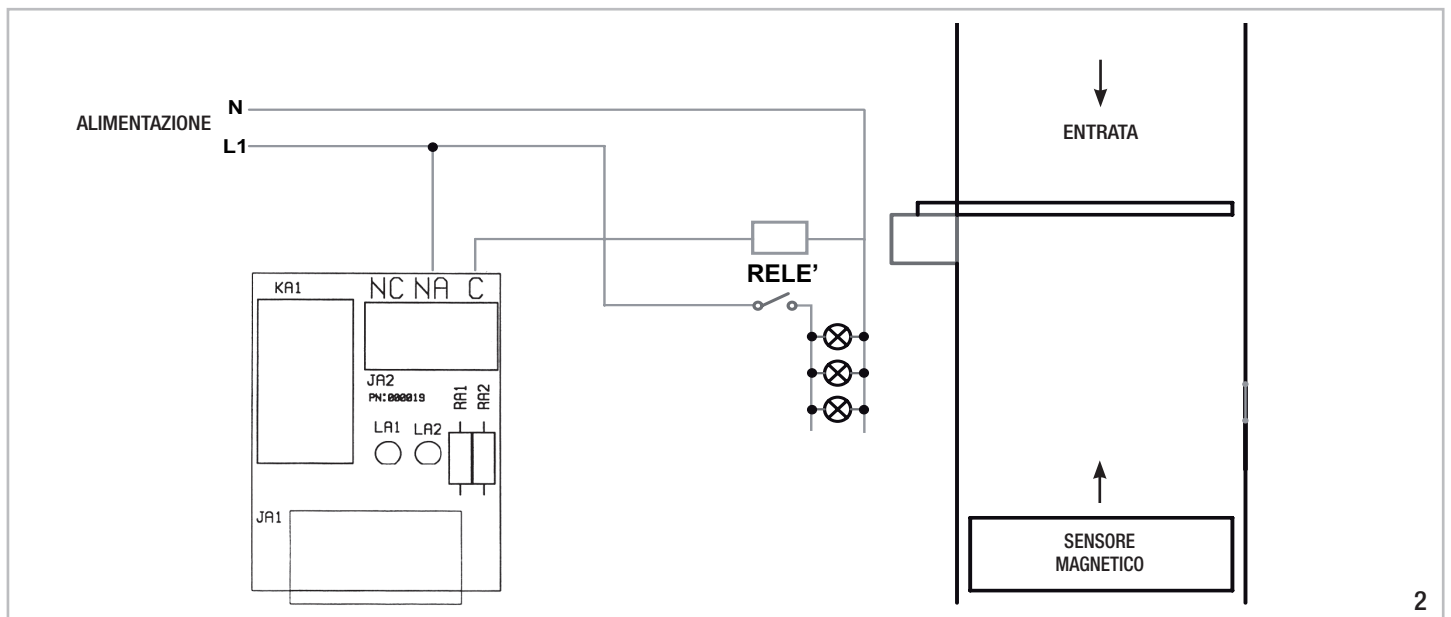 ALIMENTAZIONE
N
L1
ENTRATA
RELE’
KA1
NC NA C
JA2
PN:000019
RA1
RA2
LA1
LA2
JA1
SENSORE
MAGNETICO
2